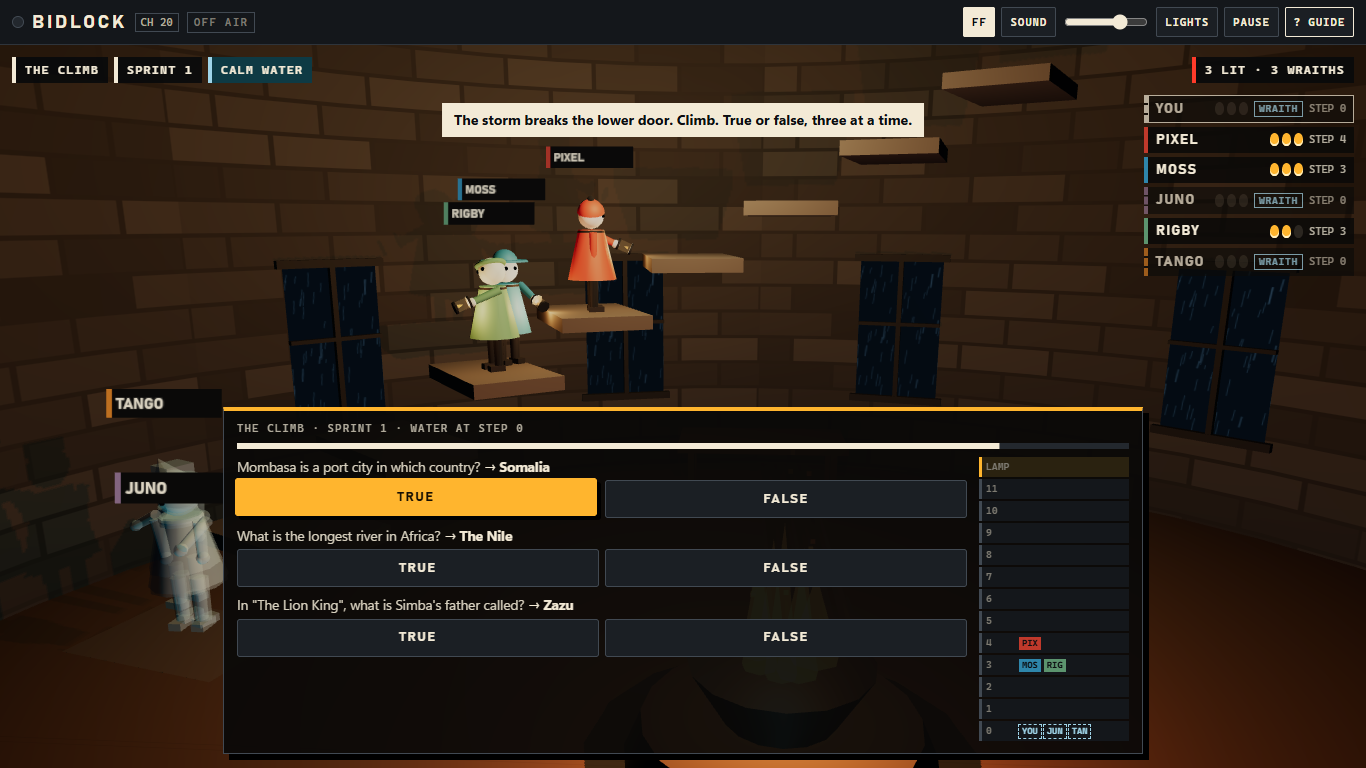 BIDLOCK CH 20 OFF AIR FF SOUND LIGHTS PAUSE ? GUIDE
THE CLIMB SPRINT 1 CALM WATER
3 LIT · 3 WRAITHS
YOU WRAITH STEP 0
PIXEL STEP 4
MOSS STEP 3
JUNO WRAITH STEP 0
RIGBY STEP 3
TANGO WRAITH STEP 0
The storm breaks the lower door. Climb. True or false, three at a time.
PIXEL
MOSS
RIGBY
TANGO
JUNO
THE CLIMB · SPRINT 1 · WATER AT STEP 0
Mombasa is a port city in which country? → Somalia
TRUE FALSE
What is the longest river in Africa? → The Nile
TRUE FALSE
In "The Lion King", what is Simba's father called? → Zazu
TRUE FALSE
LAMP
11
10
9
8
7
6
5
4 PIX
3 MOS RIG
2
1
0 YOU JUN TAN